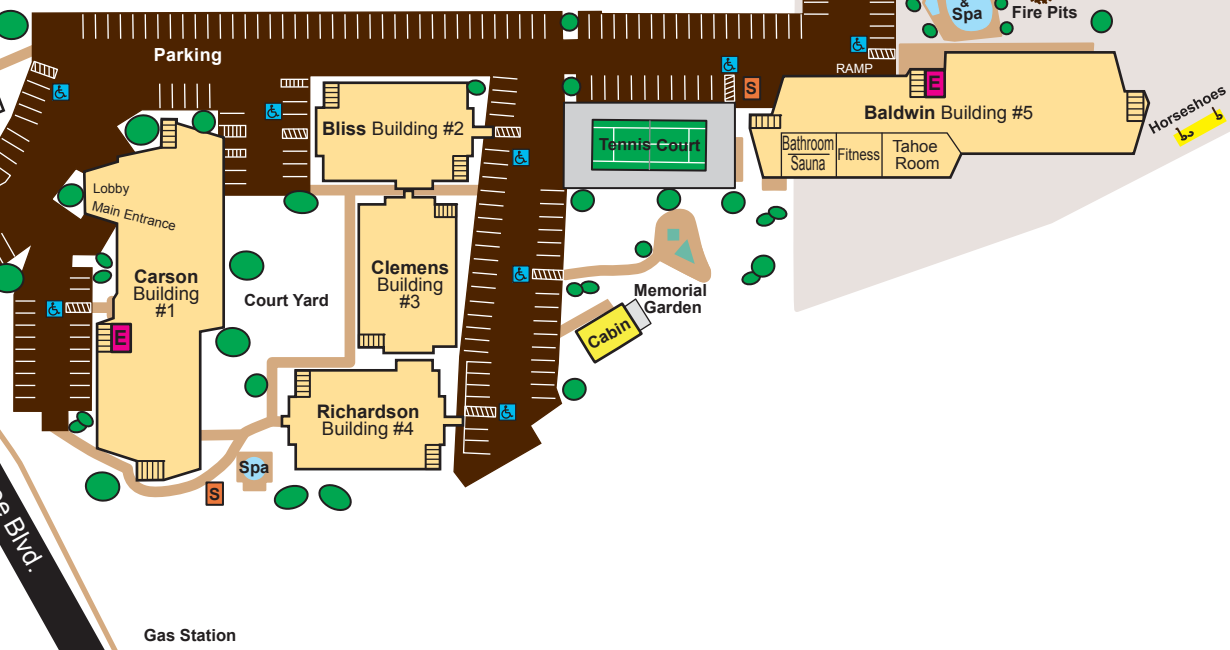 &
Spa
Fire Pits
Parking
RAMP
S
E
Horseshoes
Bliss Building #2
Tennis Court
Baldwin Building #5
Bathroom
Sauna
Fitness
Tahoe
Room
Lobby
Main Entrance
Carson
Building
#1
Clemens
Building
#3
Court Yard
Memorial
Garden
Cabin
E
Richardson
Building #4
Spa
S
Blvd.
Gas Station